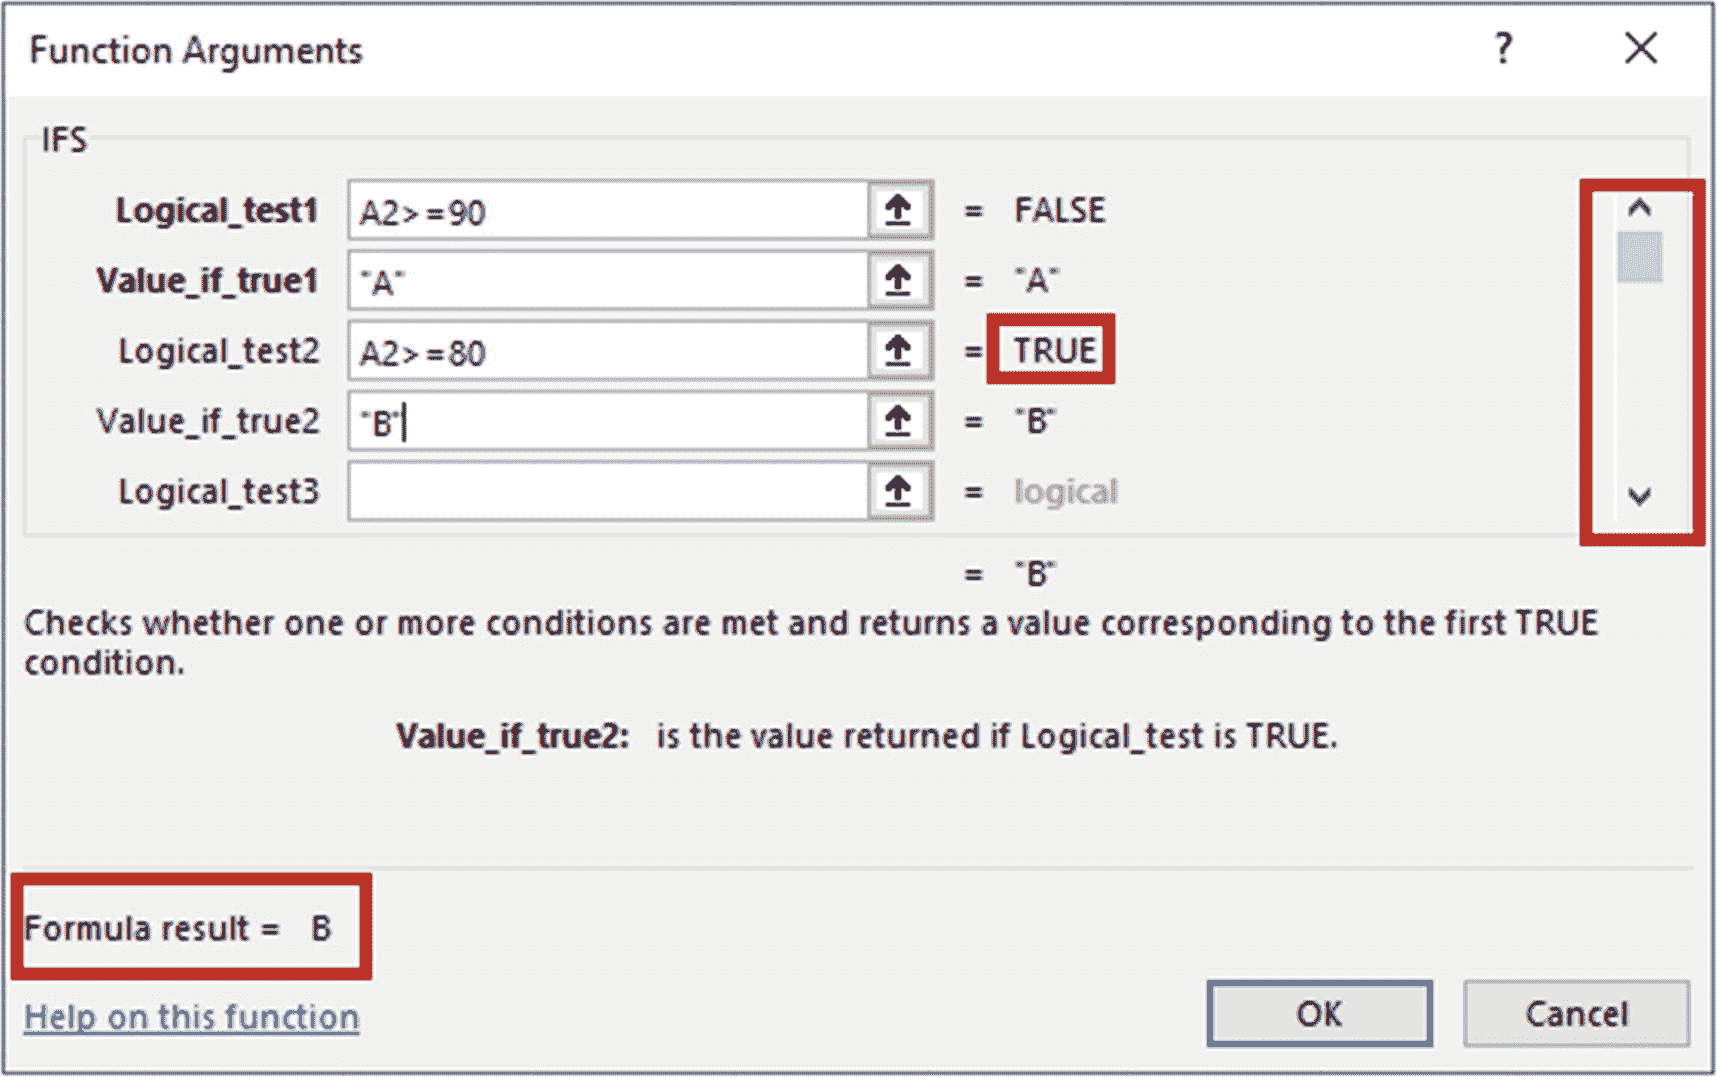 Function Arguments ?
IFS
Logical_test1 A2>=90 = FALSE
Value_if_true1 "A" = "A"
Logical_test2 A2>=80 = TRUE
Value_if_true2 "B" = "B"
Logical_test3 = logical
= "B"
Checks whether one or more conditions are met and returns a value corresponding to the first TRUE
condition.
Value_if_true2: is the value returned if Logical_test is TRUE.
Formula result = B
Help on this function OK Cancel